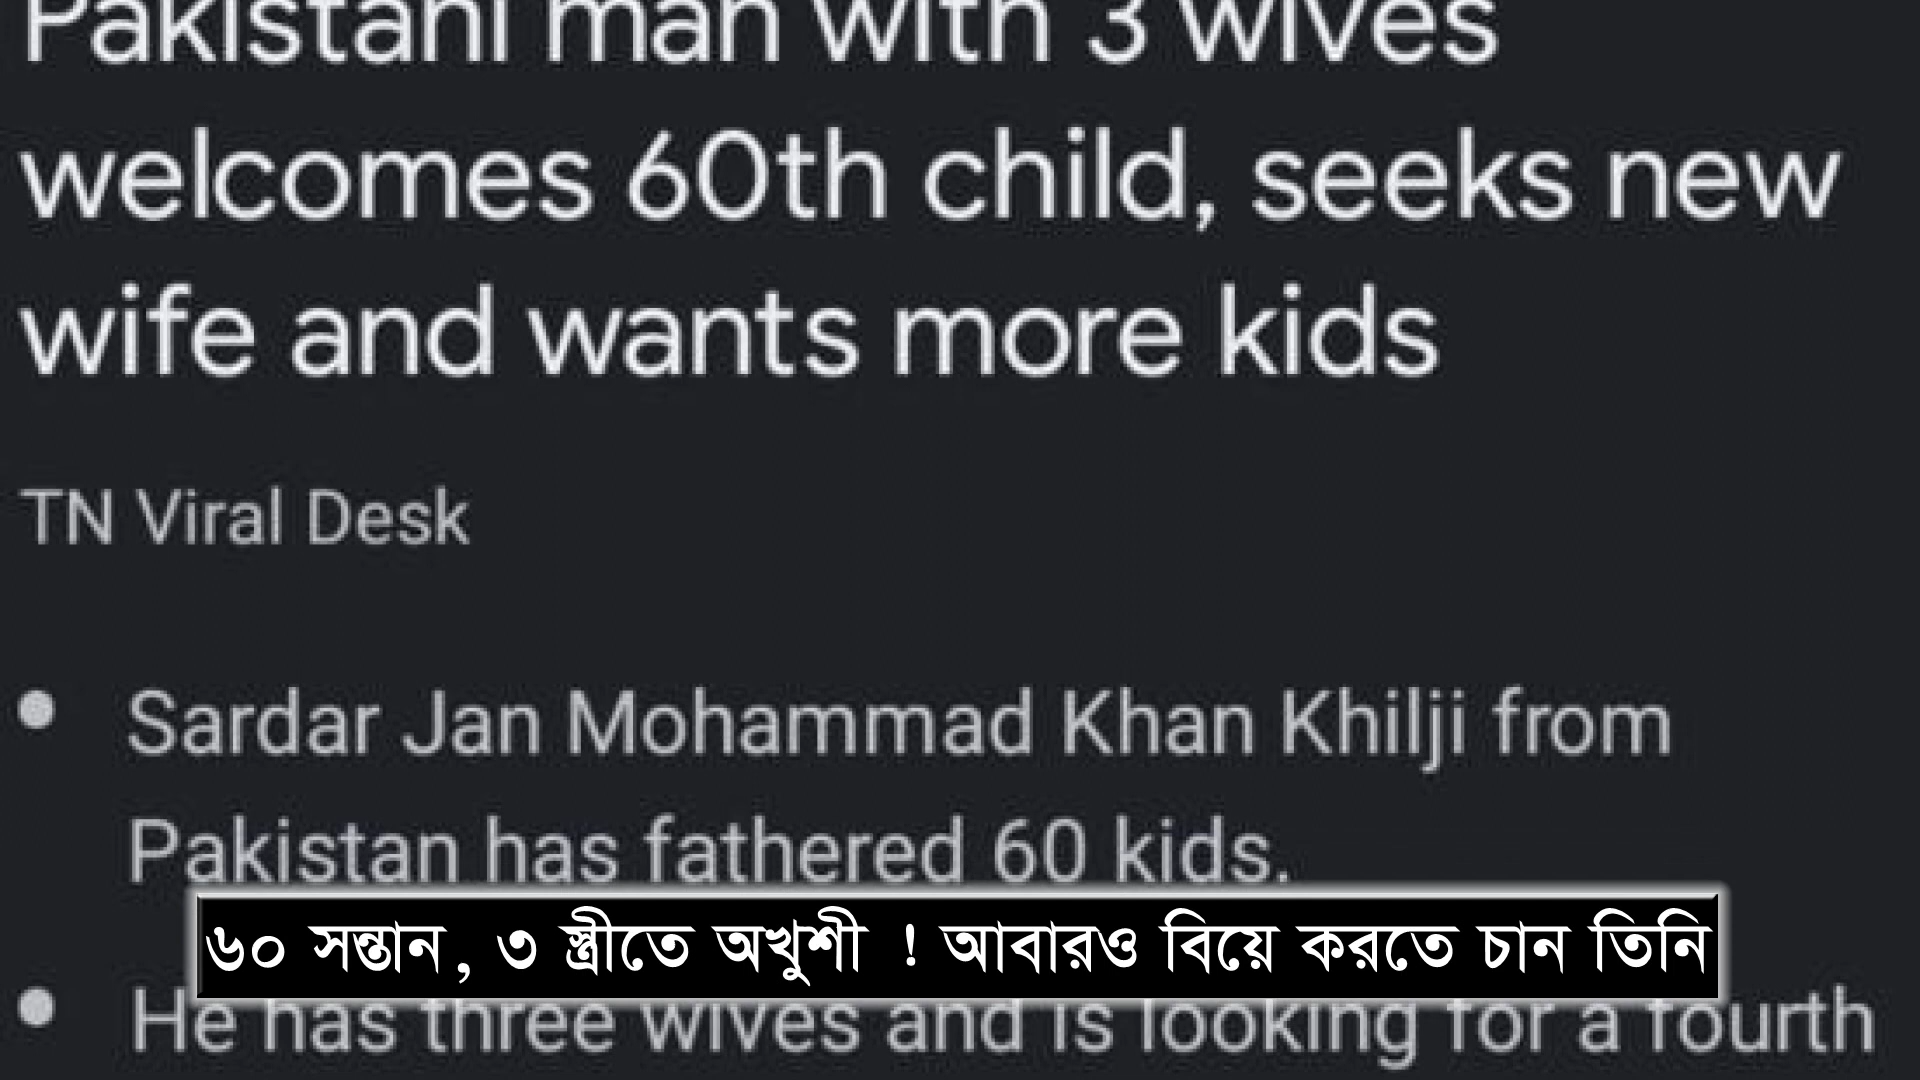 Pakistani man with 3 wives
welcomes 60th child, seeks new
wife and wants more kids
TN Viral Desk
• Sardar Jan Mohammad Khan Khilji from
Pakistan has fathered 60 kids.
৬০ সন্তান, ৩ স্ত্রীতে অখুশী ! আবারও বিয়ে করতে চান তিনি
• He has three wives and is looking for a fourth